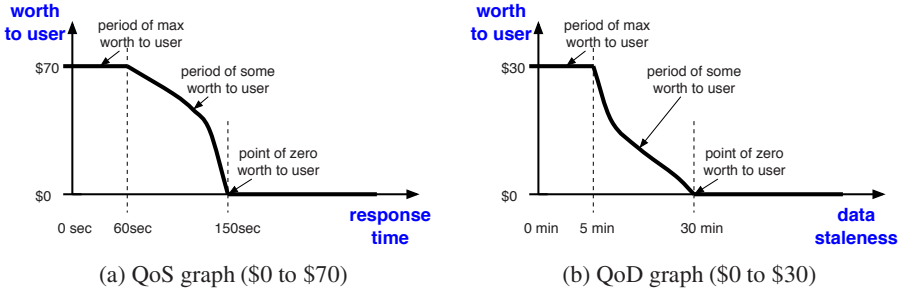 worth
to user
period of max
worth to user
$70
period of some
worth to user
point of zero
worth to user
$0
response
time
0 sec
60sec
150sec
(a) QoS graph ($0 to $70)
worth
to user
period of max
worth to user
$30
period of some
worth to user
point of zero
worth to user
$0
data
staleness
0 min
5 min
30 min
(b) QoD graph ($0 to $30)